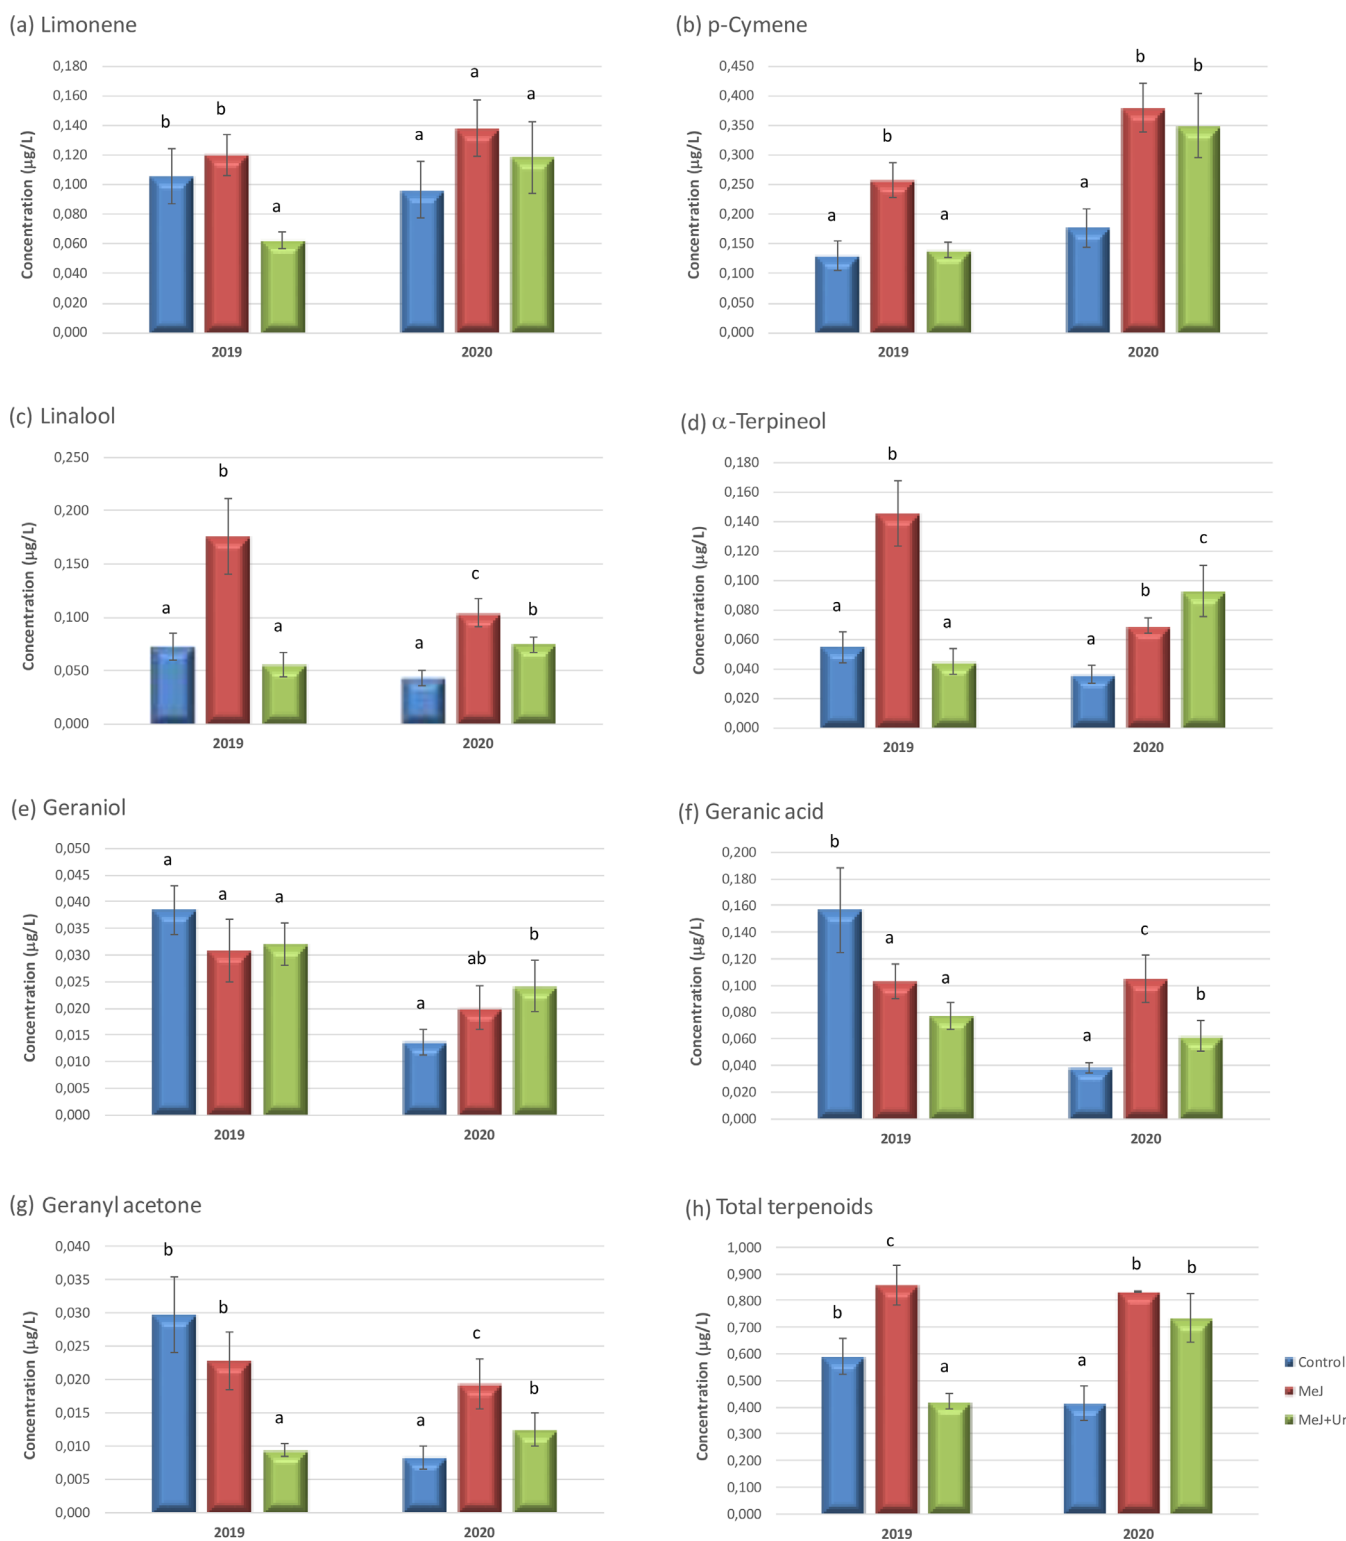 (a) Limonene
Concentration (µg/L)
0,180
0,160
0,140
0,120
0,100
0,080
0,060
0,040
0,020
0,000
b
b
a
a
a
a
2019
2020
(b) p-Cymene
Concentration (µg/L)
0,450
0,400
0,350
0,300
0,250
0,200
0,150
0,100
0,050
0,000
a
b
a
a
b
b
2019
2020
(c) Linalool
Concentration (µg/L)
0,250
0,200
0,150
0,100
0,050
0,000
a
b
a
a
c
b
2019
2020
(d) α-Terpineol
Concentration (µg/L)
0,180
0,160
0,140
0,120
0,100
0,080
0,060
0,040
0,020
0,000
a
b
a
a
b
c
2019
2020
(e) Geraniol
Concentration (µg/L)
0,050
0,045
0,040
0,035
0,030
0,025
0,020
0,015
0,010
0,005
0,000
a
a
a
a
ab
b
2019
2020
(f) Geranic acid
Concentration (µg/L)
0,200
0,180
0,160
0,140
0,120
0,100
0,080
0,060
0,040
0,020
0,000
b
a
a
a
c
b
2019
2020
(g) Geranyl acetone
Concentration (µg/L)
0,040
0,035
0,030
0,025
0,020
0,015
0,010
0,005
0,000
b
b
a
a
c
b
2019
2020
(h) Total terpenoids
Concentration (µg/L)
1,000
0,900
0,800
0,700
0,600
0,500
0,400
0,300
0,200
0,100
0,000
b
c
a
a
b
b
2019
2020
Control
MeJ
MeJ+Ur